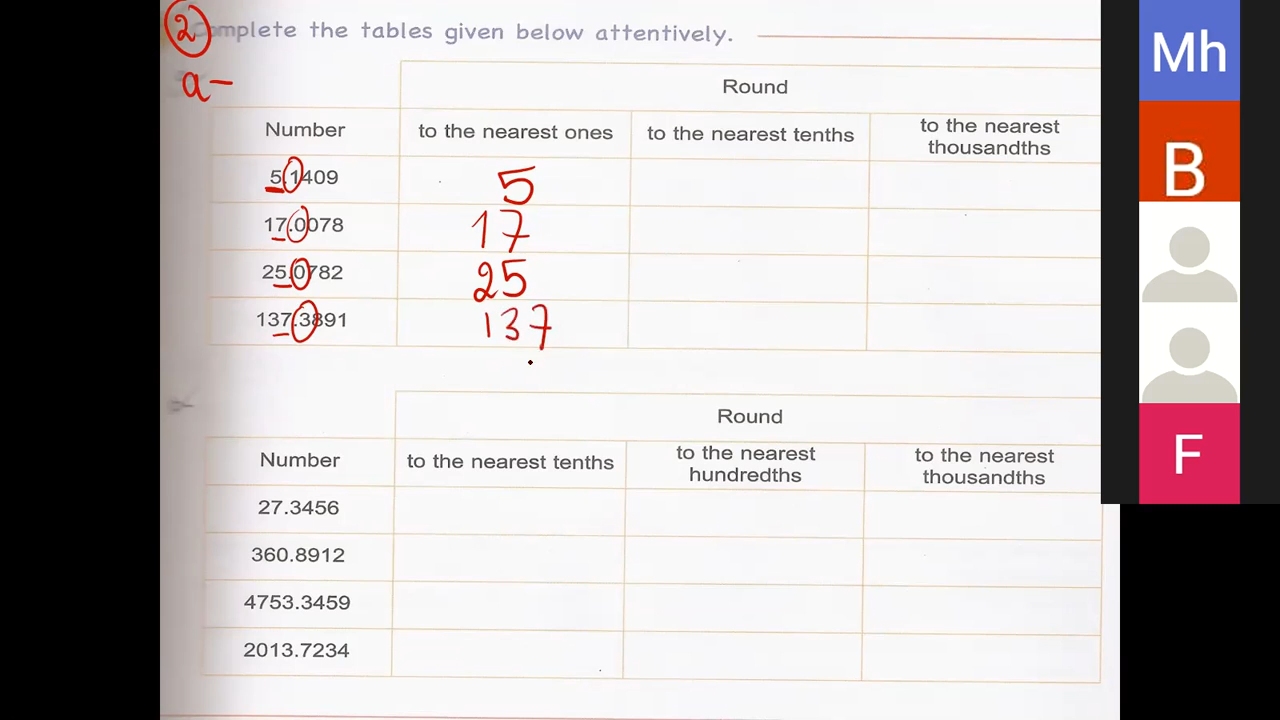 2 Complete the tables given below attentively.
a-
Round
Number to the nearest ones to the nearest tenths to the nearest thousandths
5.1409 5
17.0078 17
25.0782 25
137.3891 137
Round
Number to the nearest tenths to the nearest hundredths to the nearest thousandths
27.3456
360.8912
4753.3459
2013.7234
Mh
B
F